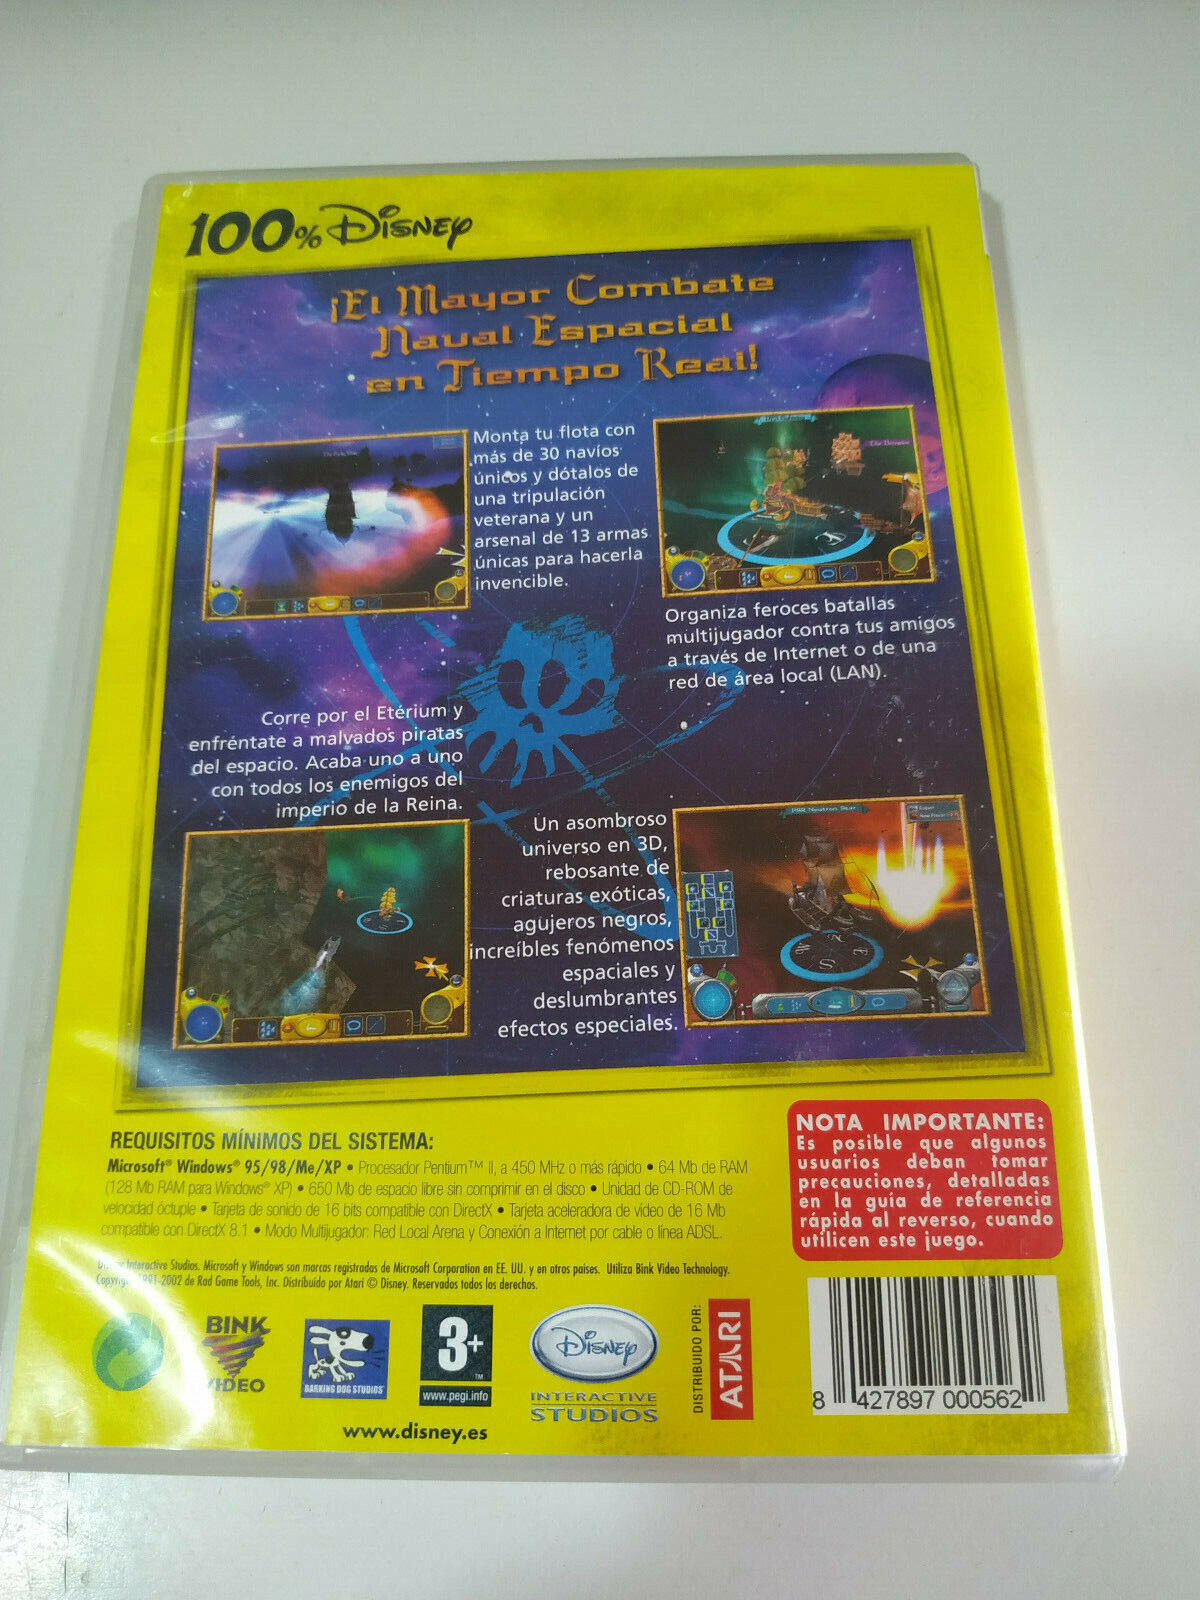 100% Disney
¡El Mayor Combate
Naval Espacial
en Tiempo Real!
Monta tu flota con
más de 30 navíos
únicos y dótalos de
una tripulación
veterana y un
arsenal de 13 armas
únicas para hacerla
invencible.
Organiza feroces batallas
multijugador contra tus amigos
a través de Internet o de una
red de área local (LAN).
Corre por el Etérium y
enfréntate a malvados piratas
del espacio. Acaba uno a uno
con todos los enemigos del
imperio de la Reina.
Un asombroso
universo en 3D,
rebosante de
criaturas exóticas,
agujeros negros,
increíbles fenómenos
espaciales y
deslumbrantes
efectos especiales.
REQUISITOS MÍNIMOS DEL SISTEMA:
Microsoft® Windows® 95/98/Me/XP • Procesador Pentium™ II, a 450 MHz o más rápido • 64 Mb de RAM
(128 Mb RAM para Windows® XP) • 650 Mb de espacio libre sin comprimir en el disco • Unidad de CD-ROM de
velocidad óctuple • Tarjeta de sonido de 16 bits compatible con DirectX • Tarjeta aceleradora de vídeo de 16 Mb
compatible con DirectX 8.1 • Modo Multijugador: Red Local Arena y Conexión a Internet por cable o línea ADSL.
NOTA IMPORTANTE:
Es posible que algunos
usuarios deban tomar
precauciones, detalladas
en la guía de referencia
rápida al reverso, cuando
utilicen este juego.
Interactive Studios. Microsoft y Windows son marcas registradas de Microsoft Corporation en EE. UU. y en otros países. Utiliza Bink Video Technology.
Copyright 1991-2002 de Rad Game Tools, Inc. Distribuido por Atari © Disney. Reservados todos los derechos.
BINK
VIDEO
BARKING DOG STUDIOS
3+
www.pegi.info
Disney
INTERACTIVE
STUDIOS
DISTRIBUIDO POR:
ATARI
8 427897 000562
www.disney.es